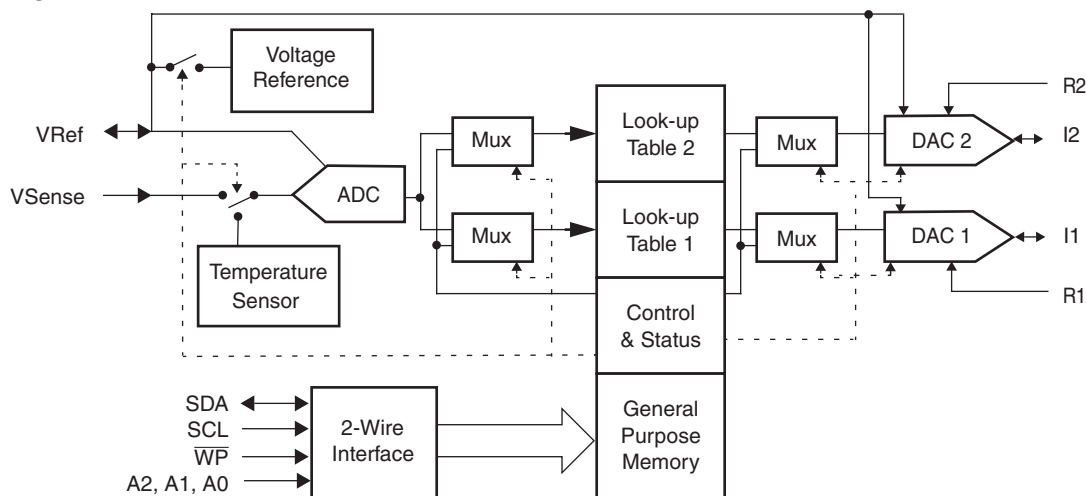 Voltage
Reference
VRef
VSense
ADC
Temperature
Sensor
Mux
Mux
Look-up
Table 2
Look-up
Table 1
Control
& Status
General
Purpose
Memory
Mux
Mux
DAC 2
DAC 1
R2
I2
I1
R1
SDA
SCL
WP
A2, A1, A0
2-Wire
Interface